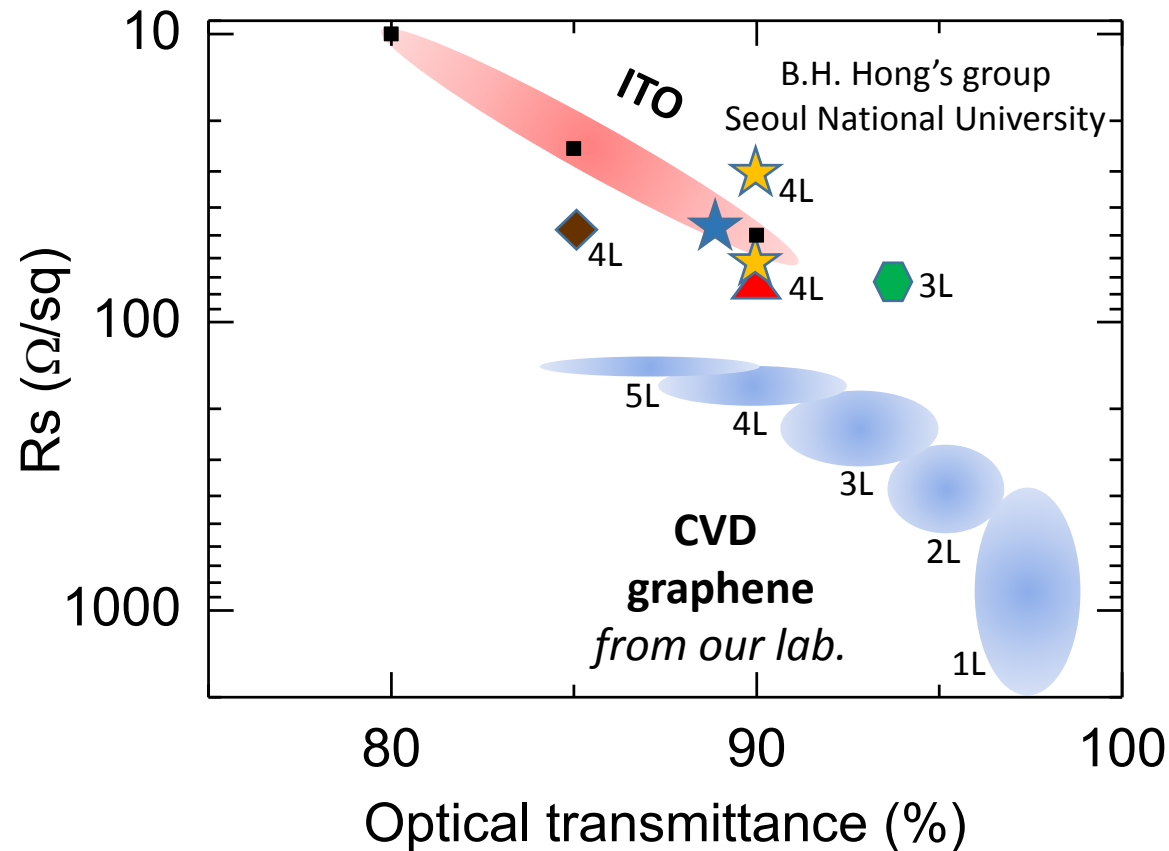 10
100
1000
Rs (Ω/sq)
ITO
B.H. Hong’s group
Seoul National University
4L
4L
4L
3L
5L
4L
3L
2L
1L
CVD
graphene
from our lab.
80
90
100
Optical transmittance (%)